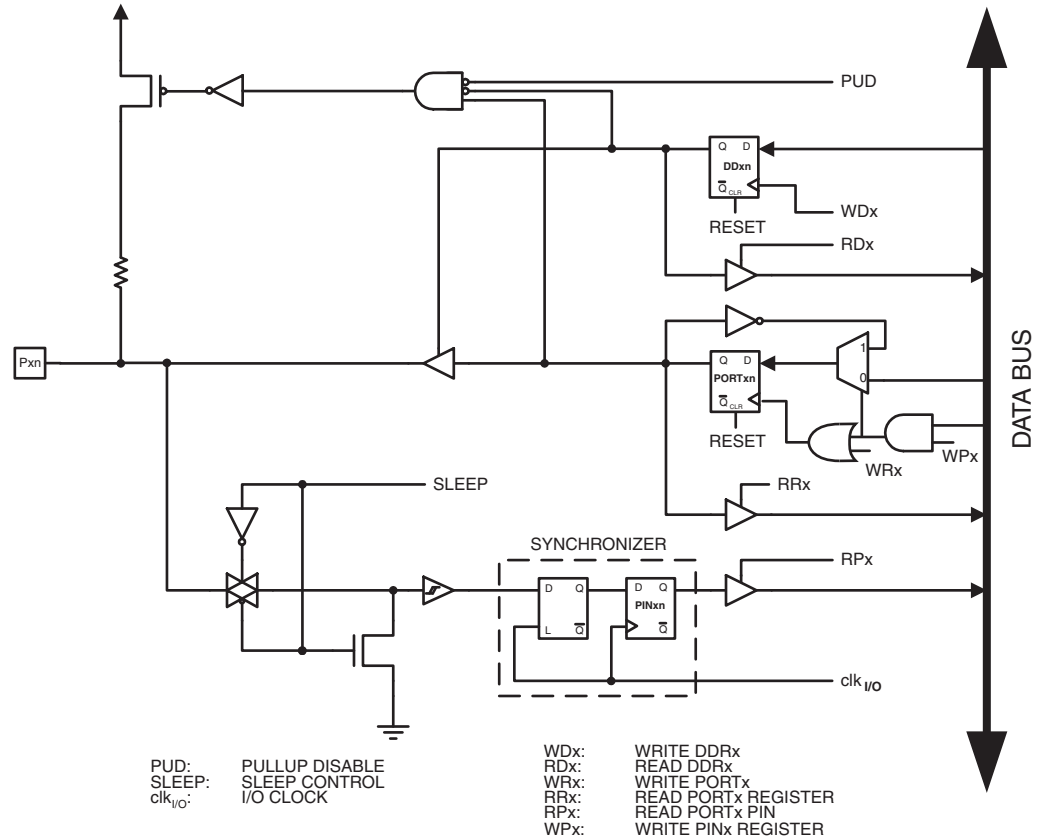 PUD
Q D
DDxn
Q CLR
WDx
RESET
RDx
Pxn
1
Q D
PORTxn
0
Q CLR
RESET
WRx
WPx
DATA BUS
SLEEP
RRx
SYNCHRONIZER
RPx
D Q
L Q
D Q
PINxn
Q
clk I/O
PUD: PULLUP DISABLE
SLEEP: SLEEP CONTROL
clk I/O: I/O CLOCK
WDx: WRITE DDRx
RDx: READ DDRx
WRx: WRITE PORTx
RRx: READ PORTx REGISTER
RPx: READ PORTx PIN
WPx: WRITE PINx REGISTER